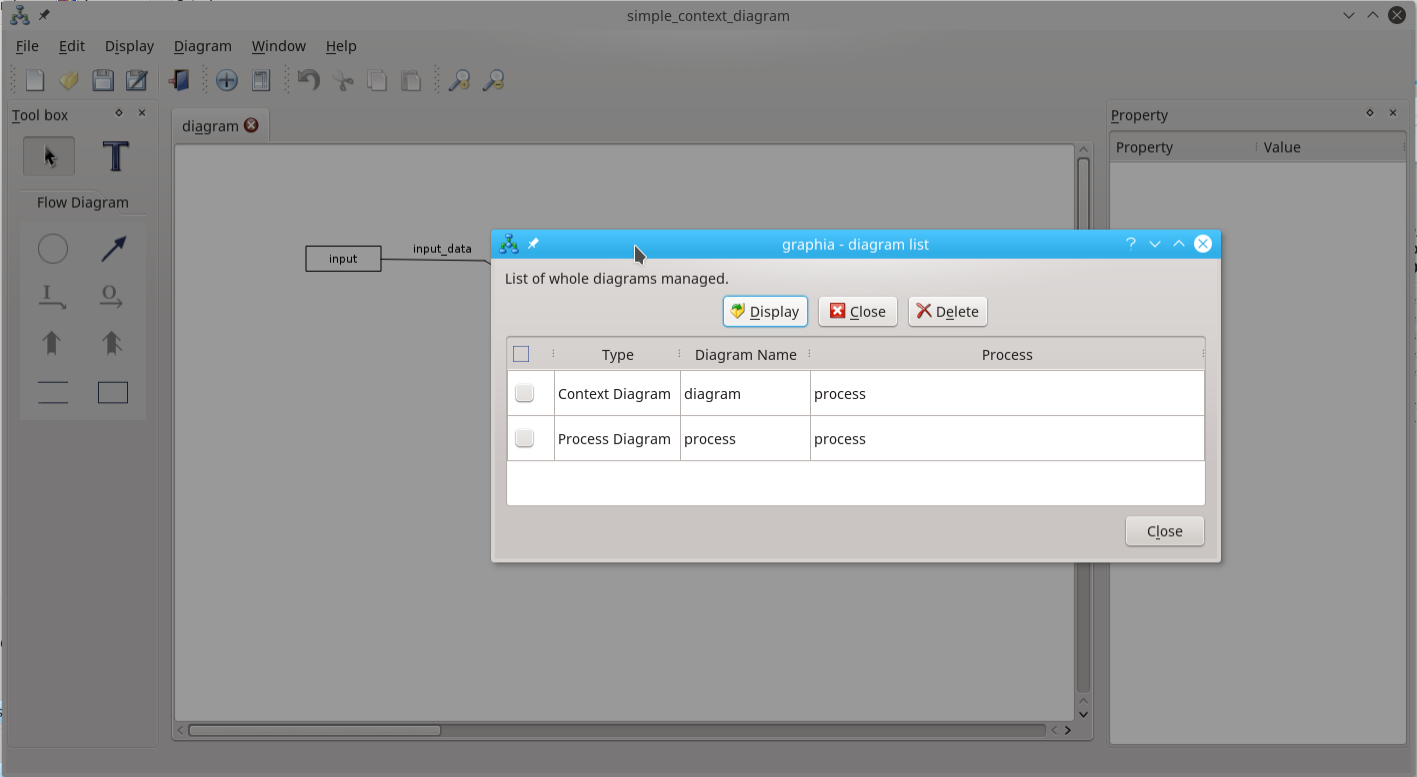 simple_context_diagram
File Edit Display Diagram Window Help
Tool box
diagram
Property
Property Value
T
Flow Diagram
I O
input
input_data
graphia - diagram list
?
List of whole diagrams managed.
Display Close Delete
Type Diagram Name Process
Context Diagram diagram process
Process Diagram process process
Close